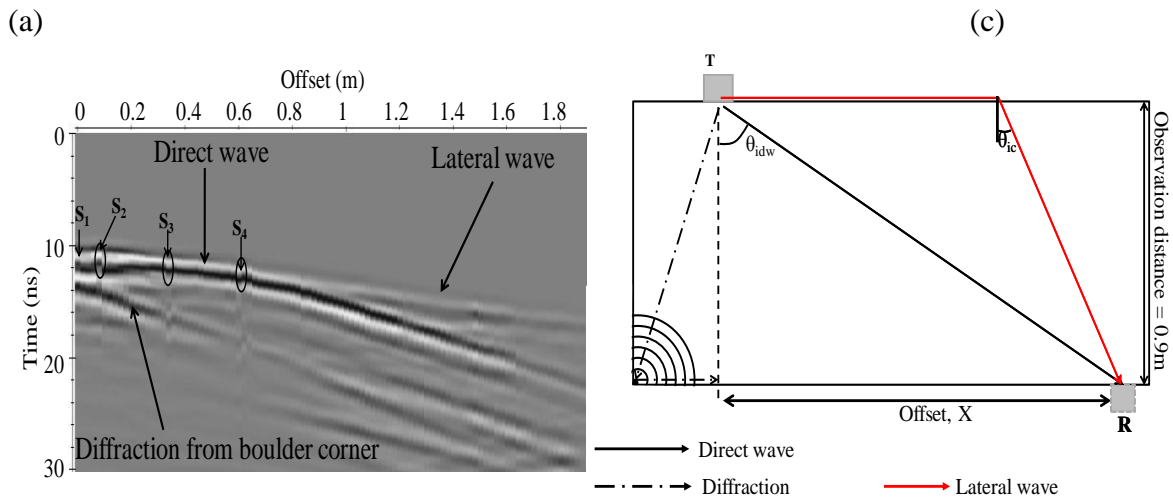 (a)
Offset (m)
0 0.2 0.4 0.6 1 1.2 1.4 1.6 1.8
0
10
20
30
Time (ns)
Direct wave
Lateral wave
S1 S2 S3 S4
Diffraction from boulder corner
(c)
T
θidw
θic
Observation distance = 0.9m
Offset, X
R
Direct wave
Diffraction
Lateral wave